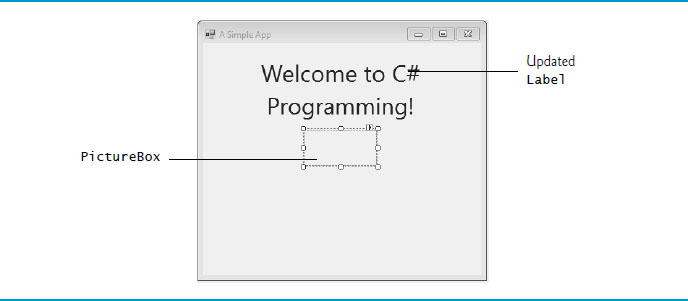 A Simple App
Welcome to C#
Programming!
Updated
Label
PictureBox